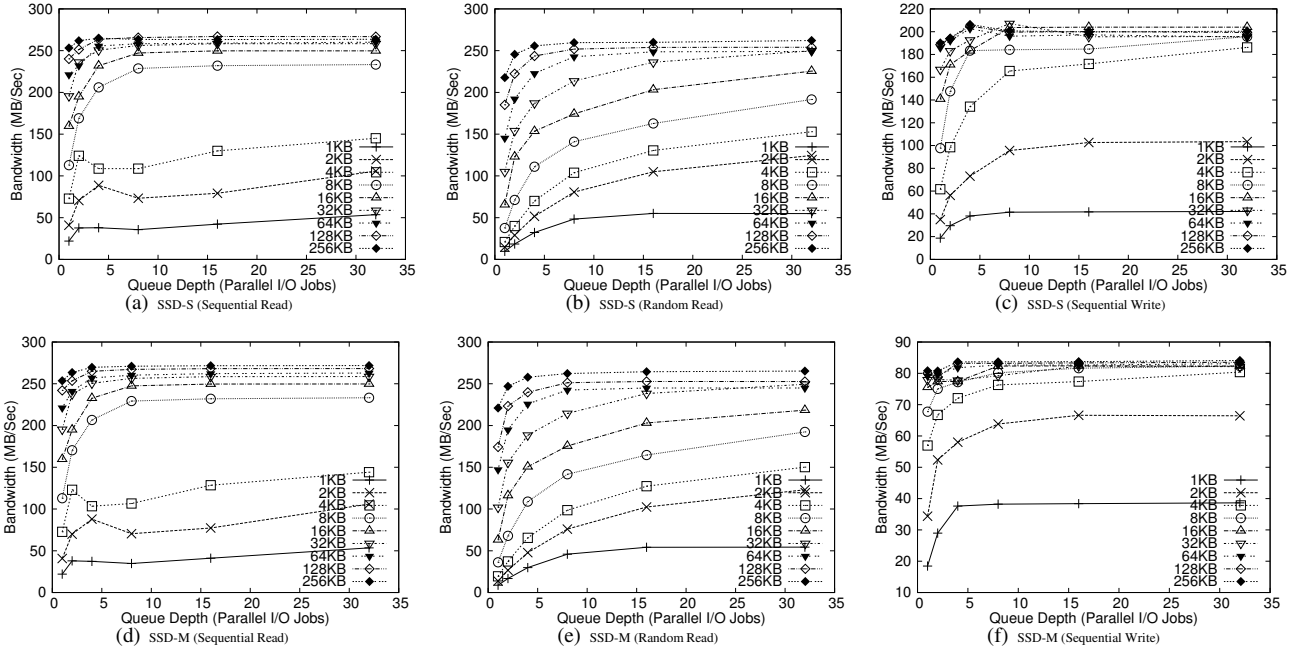 300
250
200
150
100
50
0
Bandwidth (MB/Sec)
0 5 10 15 20 25 30 35
Queue Depth (Parallel I/O Jobs)
1KB
2KB
4KB
8KB
16KB
32KB
64KB
128KB
256KB
(a) SSD-S (Sequential Read)
300
250
200
150
100
50
0
Bandwidth (MB/Sec)
0 5 10 15 20 25 30 35
Queue Depth (Parallel I/O Jobs)
1KB
2KB
4KB
8KB
16KB
32KB
64KB
128KB
256KB
(b) SSD-S (Random Read)
220
200
180
160
140
120
100
80
60
40
20
0
Bandwidth (MB/Sec)
0 5 10 15 20 25 30 35
Queue Depth (Parallel I/O Jobs)
1KB
2KB
4KB
8KB
16KB
32KB
64KB
128KB
256KB
(c) SSD-S (Sequential Write)
300
250
200
150
100
50
0
Bandwidth (MB/Sec)
0 5 10 15 20 25 30 35
Queue Depth (Parallel I/O Jobs)
1KB
2KB
4KB
8KB
16KB
32KB
64KB
128KB
256KB
(d) SSD-M (Sequential Read)
300
250
200
150
100
50
0
Bandwidth (MB/Sec)
0 5 10 15 20 25 30 35
Queue Depth (Parallel I/O Jobs)
1KB
2KB
4KB
8KB
16KB
32KB
64KB
128KB
256KB
(e) SSD-M (Random Read)
90
80
70
60
50
40
30
20
10
Bandwidth (MB/Sec)
0 5 10 15 20 25 30 35
Queue Depth (Parallel I/O Jobs)
1KB
2KB
4KB
8KB
16KB
32KB
64KB
128KB
256KB
(f) SSD-M (Sequential Write)